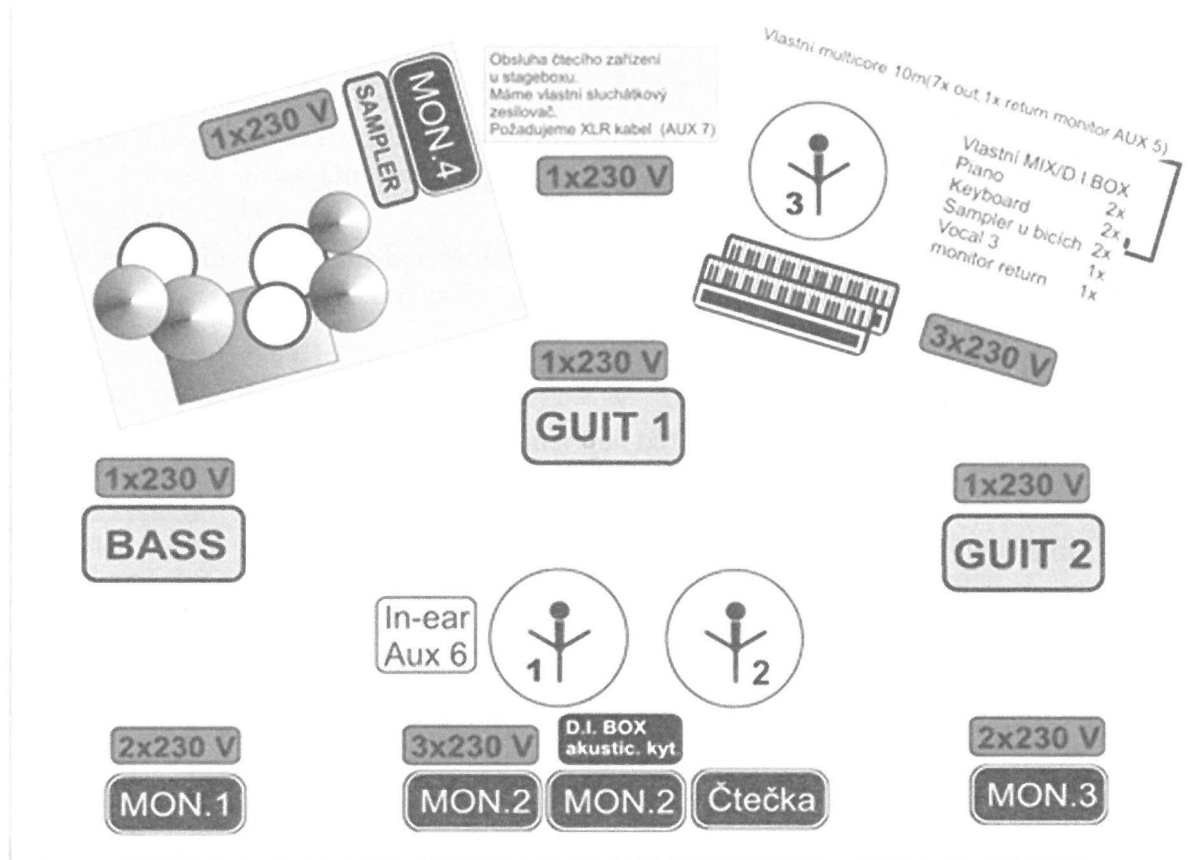 1x230 V
SAMPLER
MON.4
Obsluha čtecího zařízení
u stageboxu.
Máme vlastní sluchátkový
zesilovač.
Požadujeme XLR kabel (AUX 7)
1x230 V
3
Vlastní multicore 10m(7x out,1x return monitor AUX 5)
Vlastní MIX/D.I.BOX
Piano 2x
Keyboard 2x
Sampler u bicích 2x
Vocal 3 1x
monitor return 1x
3x230 V
1x230 V
GUIT 1
1x230 V
BASS
1x230 V
GUIT 2
In-ear
Aux 6
1
2
2x230 V
MON.1
3x230 V
MON.2
D.I. BOX
akustic. kyt.
MON.2
Čtečka
2x230 V
MON.3